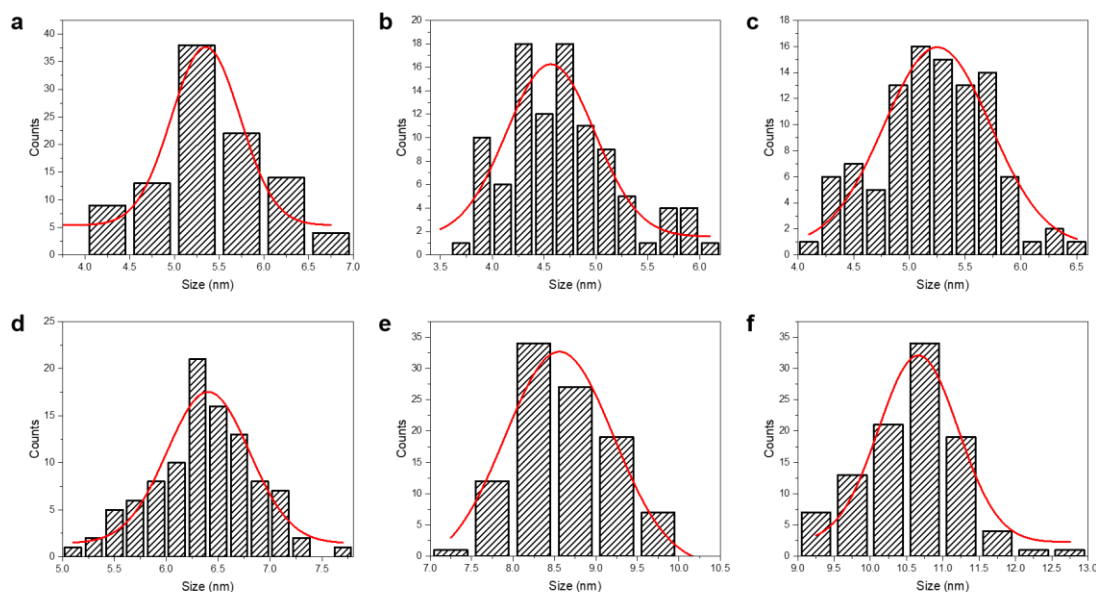 a
40
35
30
25
20
15
10
5
0
Counts
4.0 4.5 5.0 5.5 6.0 6.5 7.0
Size (nm)
b
20
18
16
14
12
10
8
6
4
2
0
Counts
3.5 4.0 4.5 5.0 5.5 6.0
Size (nm)
c
18
16
14
12
10
8
6
4
2
0
Counts
4.0 4.5 5.0 5.5 6.0 6.5
Size (nm)
d
25
20
15
10
5
0
Counts
5.0 5.5 6.0 6.5 7.0 7.5
Size (nm)
e
35
30
25
20
15
10
5
0
Counts
7.0 7.5 8.0 8.5 9.0 9.5 10.0 10.5
Size (nm)
f
35
30
25
20
15
10
5
0
Counts
9.0 9.5 10.0 10.5 11.0 11.5 12.0 12.5 13.0
Size (nm)